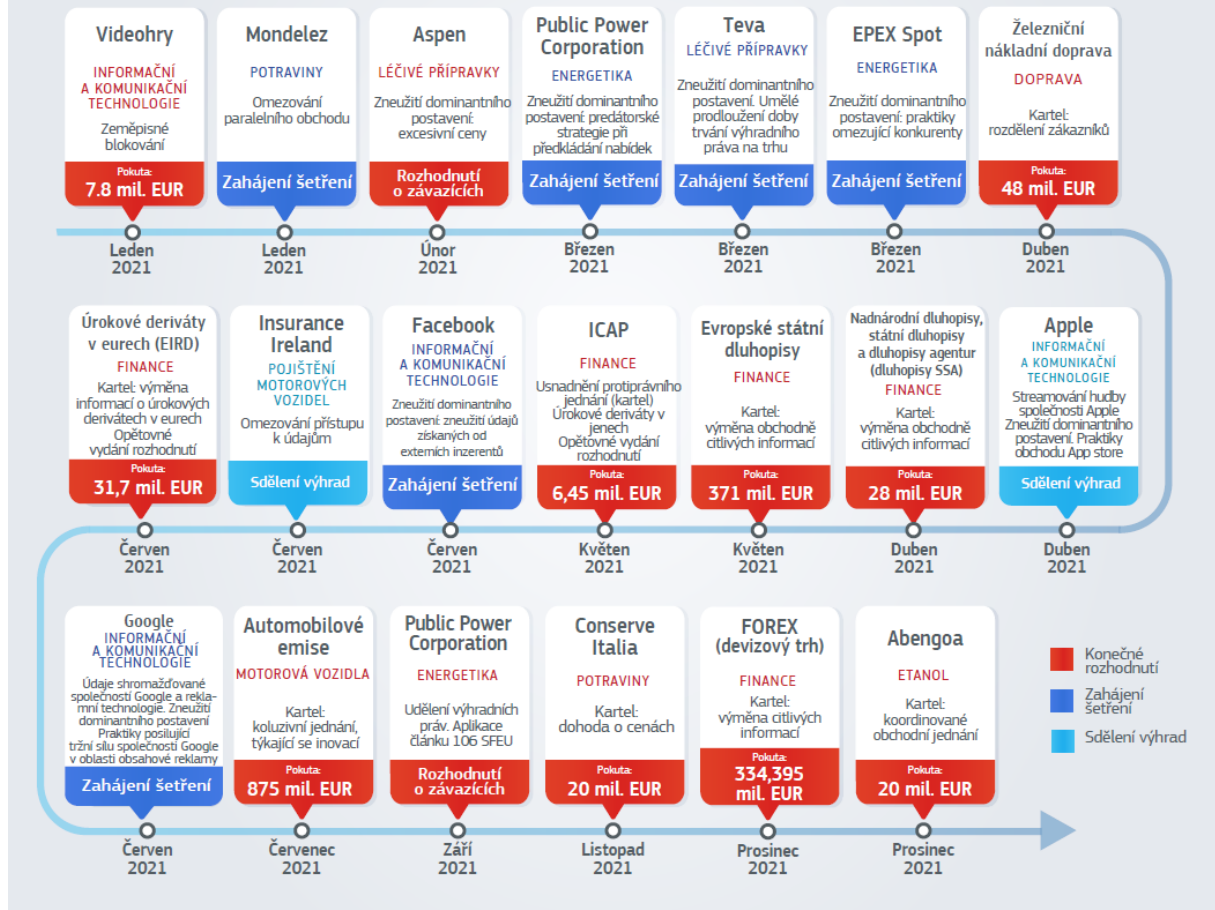 Videohry
INFORMAČNÍ
A KOMUNIKAČNÍ
TECHNOLOGIE
Zeměpisné
blokování
Pokuta:
7.8 mil. EUR
Leden
2021
Mondelez
POTRAVINY
Omezování
paralelního obchodu
Zahájení šetření
Leden
2021
Aspen
LÉČIVÉ PŘÍPRAVKY
Zneužití dominantního
postavení:
excesivní ceny
Rozhodnutí
o závazících
Únor
2021
Public Power
Corporation
ENERGETIKA
Zneužití dominantního
postavení: predátorské
strategie při
předkládání nabídek
Zahájení šetření
Březen
2021
Teva
LÉČIVÉ PŘÍPRAVKY
Zneužití dominantního
postavení. Umělé
prodloužení doby
trvání výhradního
práva na trhu
Zahájení šetření
Březen
2021
EPEX Spot
ENERGETIKA
Zneužití dominantního
postavení: praktiky
omezující konkurenty
Zahájení šetření
Březen
2021
Železniční
nákladní doprava
DOPRAVA
Kartel:
rozdělení zákazníků
Pokuta:
48 mil. EUR
Duben
2021
Úrokové deriváty
v eurech (EIRD)
FINANCE
Kartel: výměna
informací o úrokových
derivátech v eurech
Opětovné
vydání rozhodnutí
Pokuta:
31,7 mil. EUR
Červen
2021
Insurance
Ireland
POJIŠTĚNÍ
MOTOROVÝCH
VOZIDEL
Omezování přístupu
k údajům
Sdělení výhrad
Červen
2021
Facebook
INFORMAČNÍ
A KOMUNIKAČNÍ
TECHNOLOGIE
Zneužití dominantního
postavení: zneužití údajů
získaných od
externích inzerentů
Zahájení šetření
Červen
2021
ICAP
FINANCE
Usnadnění protiprávního
jednání (kartel)
Úrokové deriváty v
jenech
Opětovné vydání
rozhodnutí
Pokuta:
6,45 mil. EUR
Květen
2021
Evropské státní
dluhopisy
FINANCE
Kartel:
výměna obchodně
citlivých informací
Pokuta:
371 mil. EUR
Květen
2021
Nadnárodní dluhopisy,
státní dluhopisy
a dluhopisy agentur
(dluhopisy SSA)
FINANCE
Kartel:
výměna obchodně
citlivých informací
Pokuta:
28 mil. EUR
Duben
2021
Apple
INFORMAČNÍ
A KOMUNIKAČNÍ
TECHNOLOGIE
Streamování hudby
společnosti Apple
Zneužití dominantního
postavení. Praktiky
obchodu App store
Sdělení výhrad
Duben
2021
Google
INFORMAČNÍ
A KOMUNIKAČNÍ
TECHNOLOGIE
Údaje shromažďované
společností Google a rekla-
mní technologie. Zneužití
dominantního postavení
Praktiky posilující
tržní sílu společnosti Google
v oblasti obsahové reklamy
Zahájení šetření
Červen
2021
Automobilové
emise
MOTOROVÁ VOZIDLA
Kartel:
koluzivní jednání,
týkající se inovací
Pokuta:
875 mil. EUR
Červenec
2021
Public Power
Corporation
ENERGETIKA
Udělení výhradních
práv. Aplikace
článku 106 SFEU
Rozhodnutí
o závazících
Září
2021
Conserve
Italia
POTRAVINY
Kartel:
dohoda o cenách
Pokuta:
20 mil. EUR
Listopad
2021
FOREX
(devizový trh)
FINANCE
Kartel:
výměna citlivých
informací
Pokuta:
334,395
mil. EUR
Prosinec
2021
Abengoa
ETANOL
Kartel:
koordinované
obchodní jednání
Pokuta:
20 mil. EUR
Prosinec
2021
Konečné
rozhodnutí
Zahájení
šetření
Sdělení výhrad